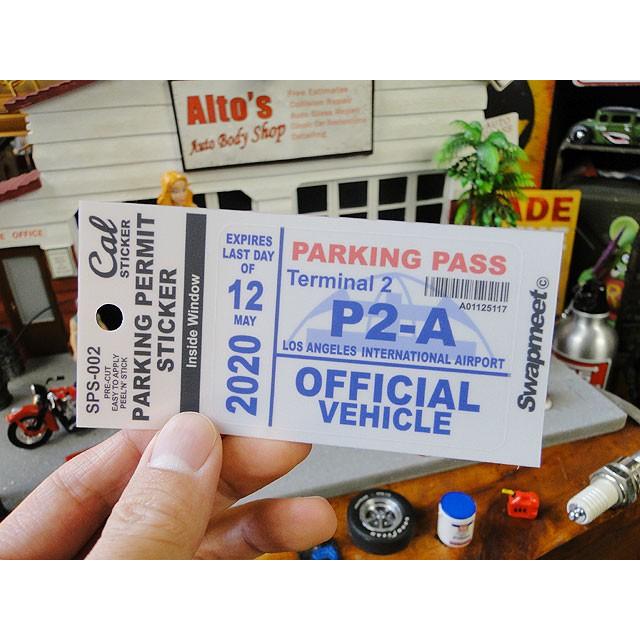 Alto's
Auto Body Shop
Free Estimates
Collision Repair
Auto Glass Repair
Detailing
OFFICE
ADE
Cal
STICKER
PARKING PERMIT
STICKER
SPS-002
PRE-CUT
EASY TO APPLY
PEEL'N' STICK
Inside Window
EXPIRES
LAST DAY
OF
12
MAY
2020
PARKING PASS
Terminal 2
A01125117
P2-A
LOS ANGELES INTERNATIONAL AIRPORT
OFFICIAL
VEHICLE
Swapmeet©